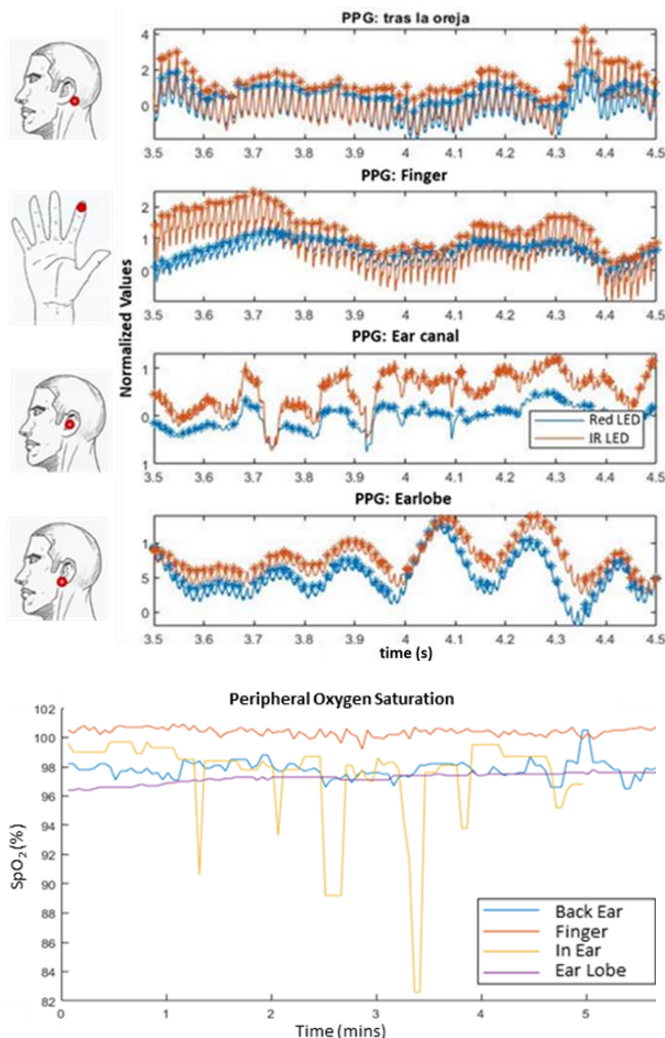 PPG: tras la oreja
4
2
0
3.5 3.6 3.7 3.8 3.9 4 4.1 4.2 4.3 4.4 4.5
PPG: Finger
2
1
0
3.5 3.6 3.7 3.8 3.9 4 4.1 4.2 4.3 4.4 4.5
Normalized Values
PPG: Ear canal
1
0
1
Red LED
IR LED
3.5 3.6 3.7 3.8 3.9 4 4.1 4.2 4.3 4.4 4.5
PPG: Earlobe
1
5
0
3.5 3.6 3.7 3.8 3.9 4 4.1 4.2 4.3 4.4 4.5
time (s)
Peripheral Oxygen Saturation
102
100
98
96
94
92
90
88
86
84
82
SpO₂(%)
Back Ear
Finger
In Ear
Ear Lobe
0 1 2 3 4 5
Time (mins)